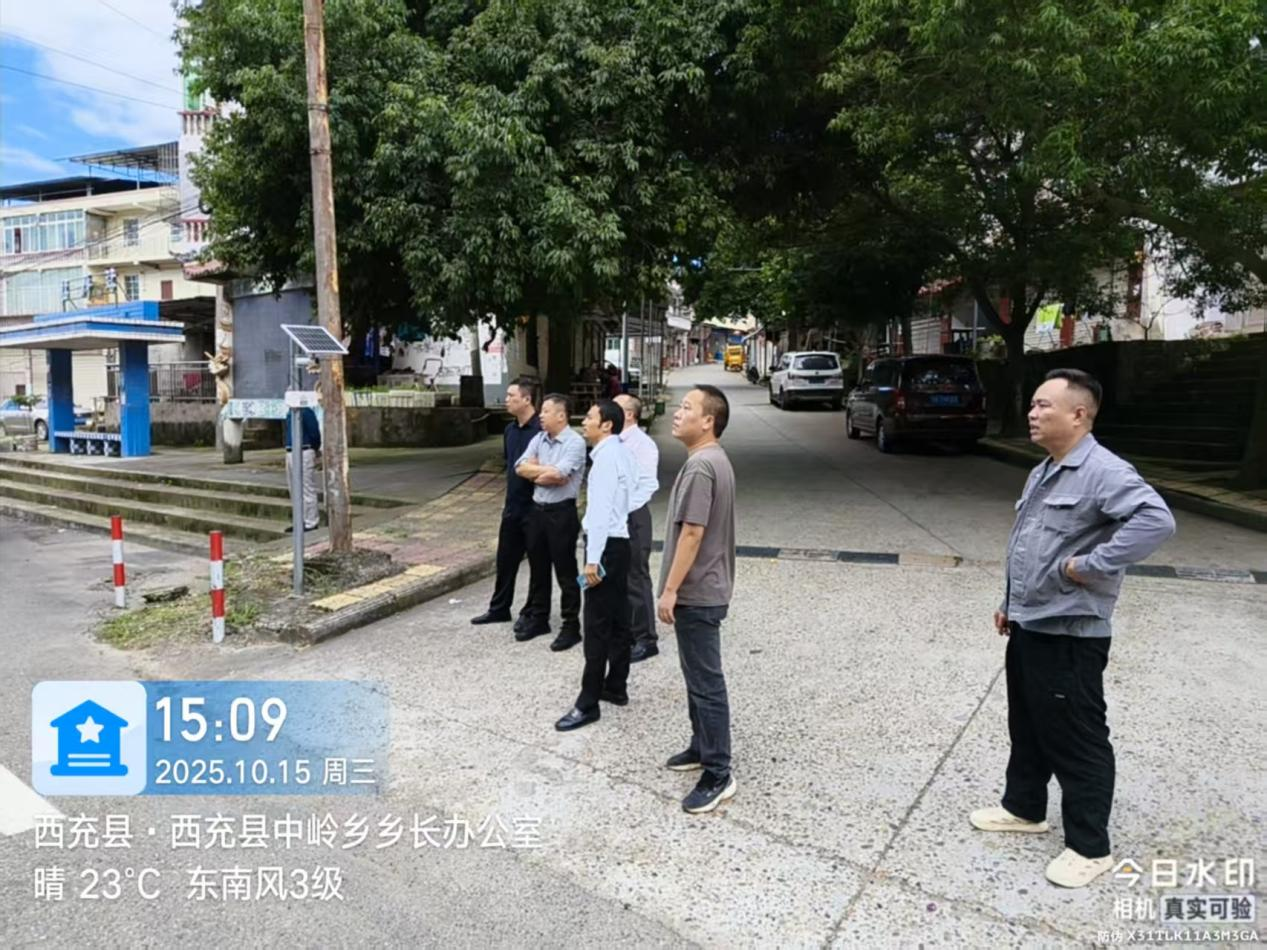 15:09
2025.10.15 周三
西充县·西充县中岭乡乡长办公室
晴 23℃ 东南风3级
今日水印
相机 真实可验
防伪 X31TLK11A3M3GA